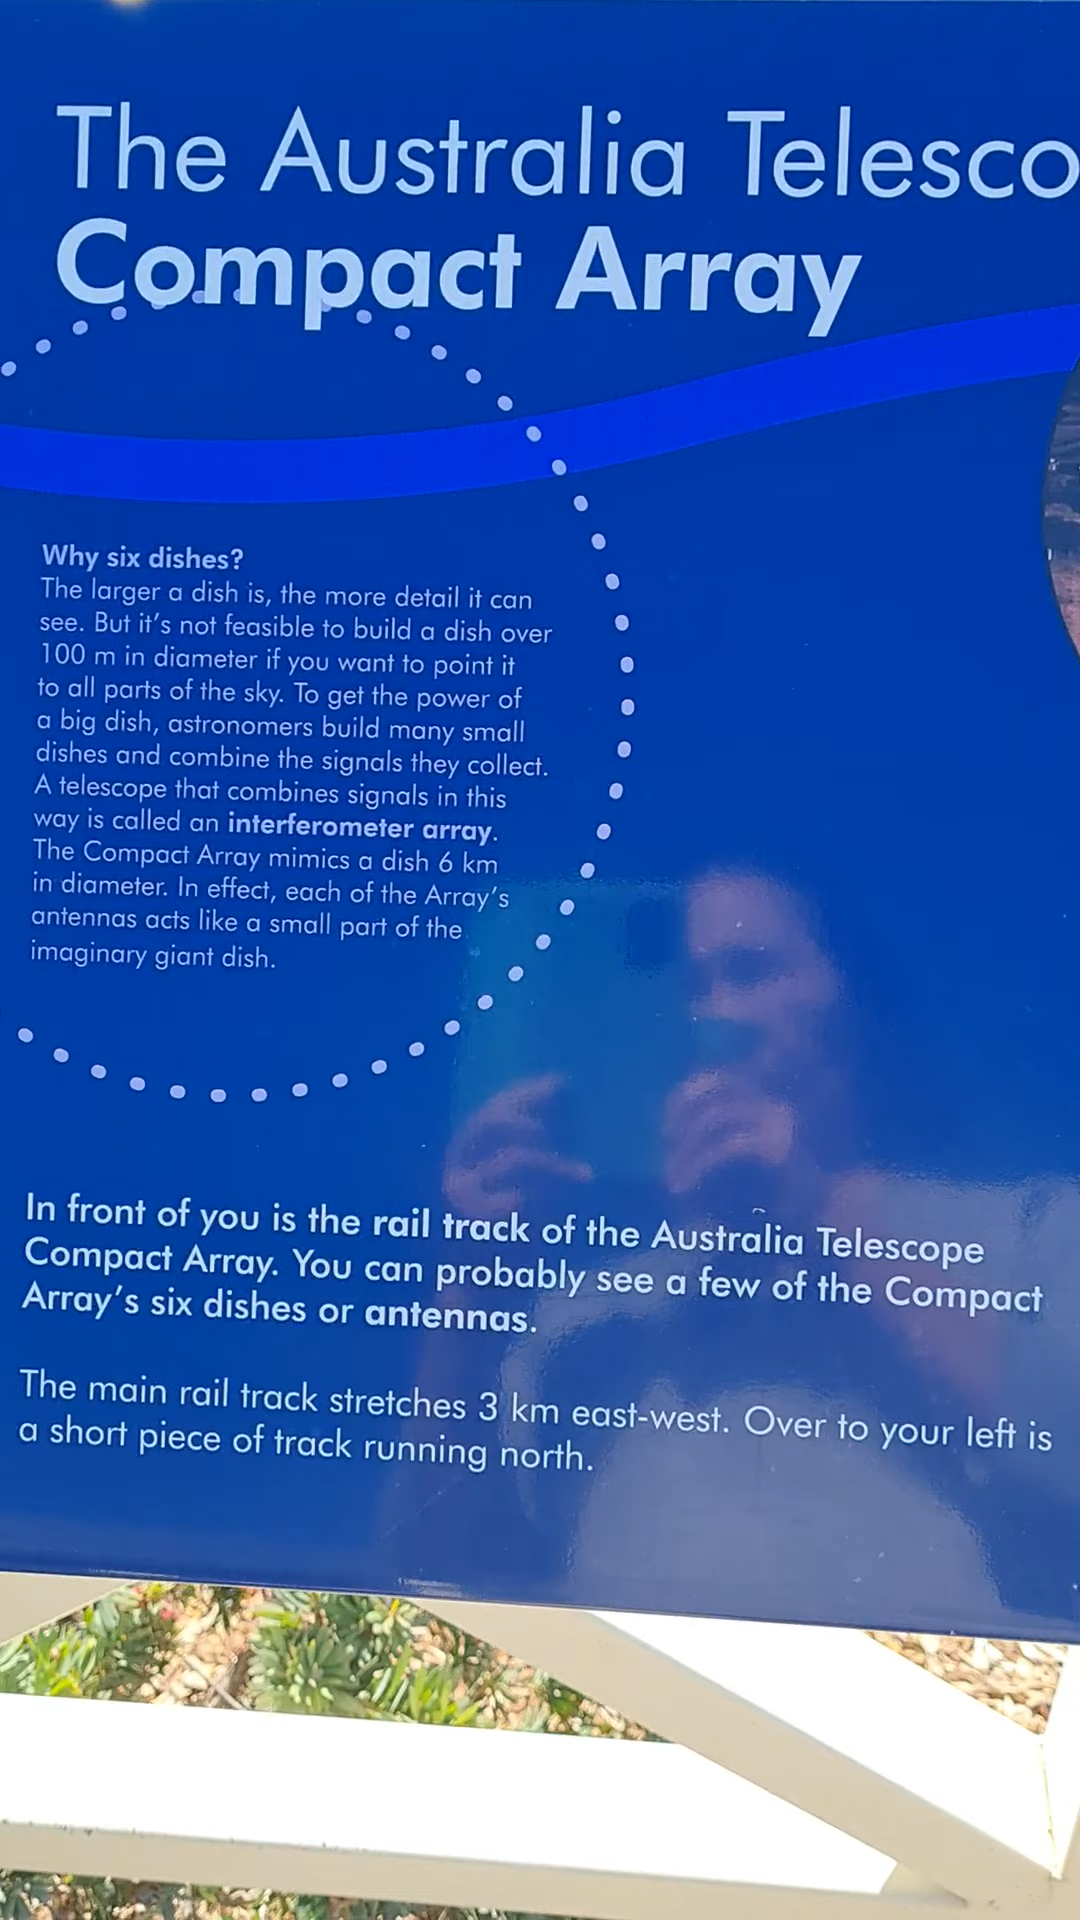 The Australia Telesco
Compact Array
Why six dishes?
The larger a dish is, the more detail it can
see. But it's not feasible to build a dish over
100 m in diameter if you want to point it
to all parts of the sky. To get the power of
a big dish, astronomers build many small
dishes and combine the signals they collect.
A telescope that combines signals in this
way is called an interferometer array.
The Compact Array mimics a dish 6 km
in diameter. In effect, each of the Array's
antennas acts like a small part of the
imaginary giant dish.
In front of you is the rail track of the Australia Telescope
Compact Array. You can probably see a few of the Compact
Array's six dishes or antennas.
The main rail track stretches 3 km east-west. Over to your left is
a short piece of track running north.